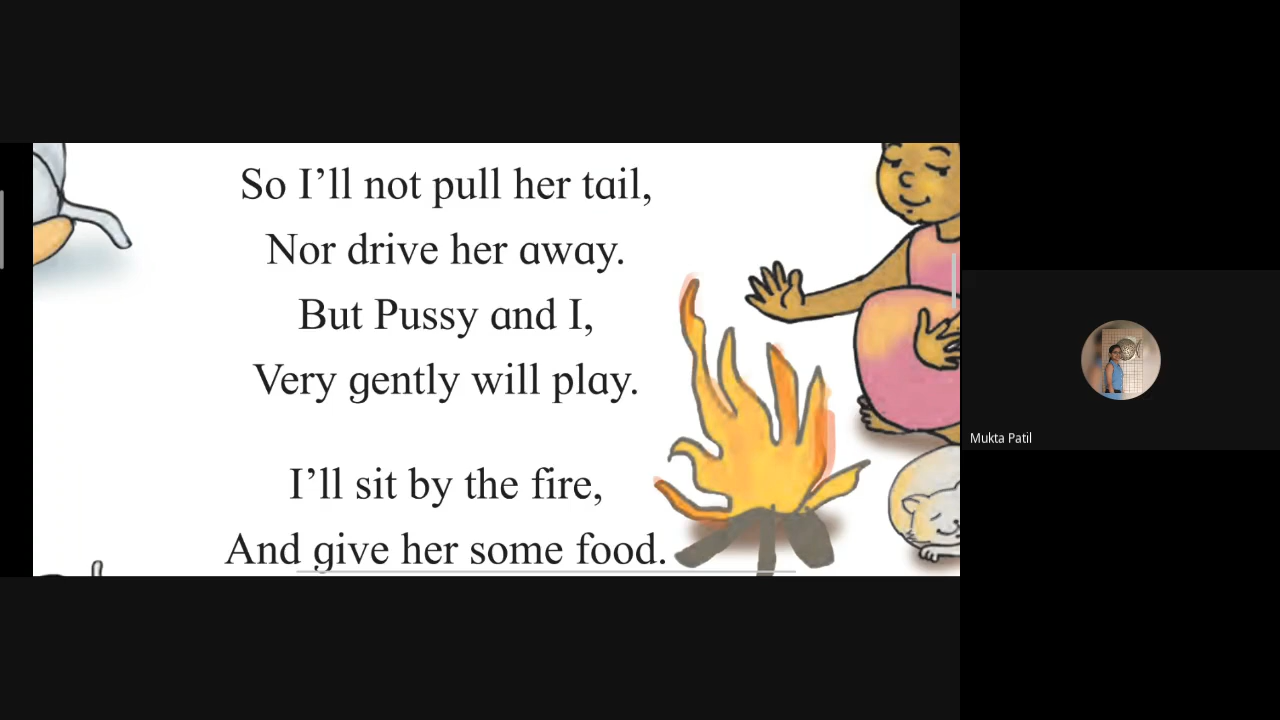 So I'll not pull her tail,
Nor drive her away.
But Pussy and I,
Very gently will play.
I'll sit by the fire,
And give her some food.
Mukta Patil